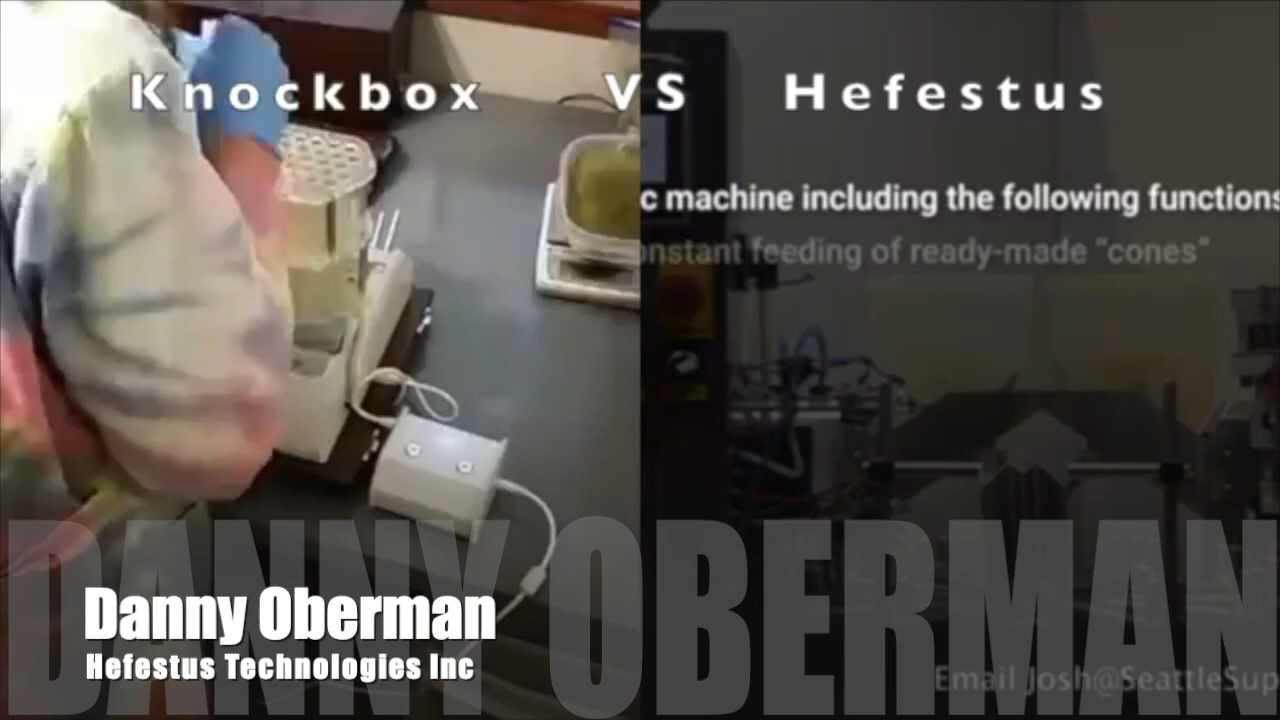 Knockbox VS Hefestus
c machine including the following functions
onstant feeding of ready-made "cones"
DANNY OBERMAN
Danny Oberman
Hefestus Technologies Inc
Email Josh@SeattleSup